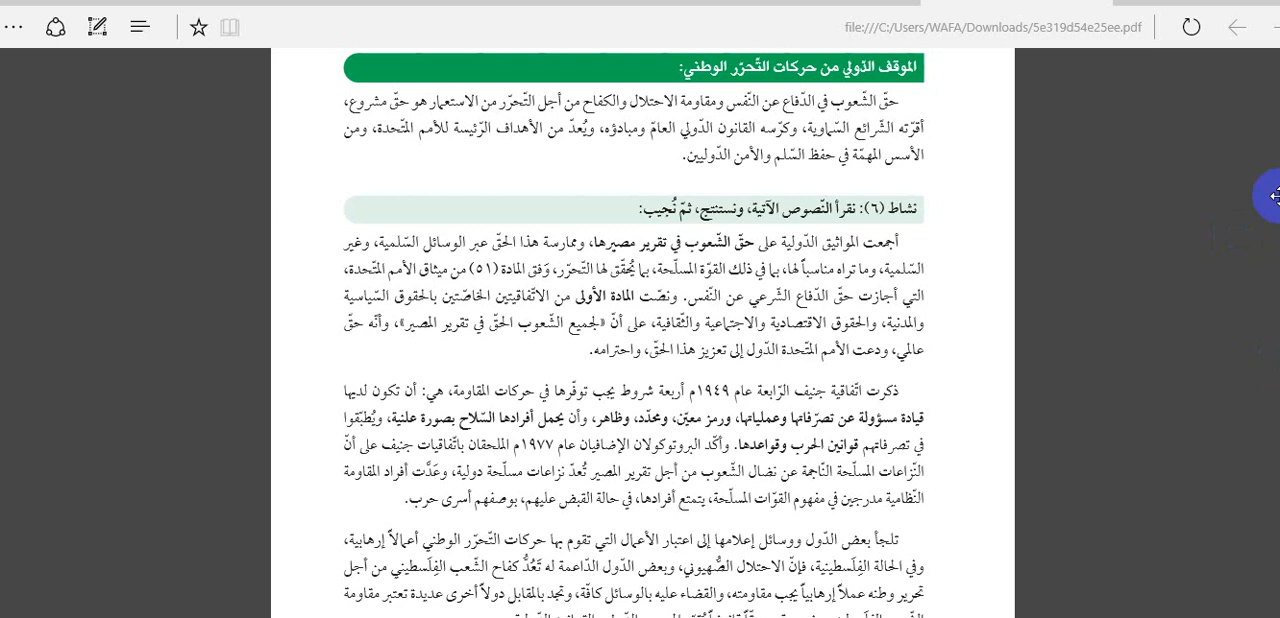 file:///C:/Users/WAFA/Downloads/5e319d54e25ee.pdf
الموقف الدّولي من حركات التّحرّر الوطني:
حقّ الشّعوب في الدّفاع عن النّفس ومقاومة الاحتلال والكفاح من أجل التّحرّر من الاستعمار هو حقّ مشروع،
أقرّته الشّرائع السّماوية، وكرّسه القانون الدّولي العامّ ومبادؤه، ويُعدّ من الأهداف الرّئيسة للأمم المتّحدة، ومن
الأسس المهمّة في حفظ السّلم والأمن الدّوليين.
نشاط (٦): نقرأ النّصوص الآتية، ونستنتج، ثمّ نُجيب:
أجمعت المواثيق الدّولية على حقّ الشّعوب في تقرير مصيرها، وممارسة هذا الحقّ عبر الوسائل السّلمية، وغير
السّلمية، وما تراه مناسباً لها، بما في ذلك القوّة المسلّحة، بما يُحقّق لها التّحرّر، وَفق المادة (٥١) من ميثاق الأمم المتّحدة،
التي أجازت حقّ الدّفاع الشّرعي عن النّفس. ونصّت المادة الأولى من الاتّفاقيتين الخاصّتين بالحقوق السّياسية
والمدنية، والحقوق الاقتصادية والاجتماعية والثّقافية، على أنّ «لجميع الشّعوب الحقّ في تقرير المصير»، وأنّه حقّ
عالمي، ودعت الأمم المتّحدة الدّول إلى تعزيز هذا الحقّ، واحترامه.
ذكرت اتّفاقية جنيف الرّابعة عام ١٩٤٩م أربعة شروط يجب توفّرها في حركات المقاومة، هي: أن تكون لديها
قيادة مسؤولة عن تصرّفاتها وعملياتها، ورمز معيّن، ومحدّد، وظاهر، وأن يحمل أفرادها السّلاح بصورة علنية، ويُطبّقوا
في تصرفاتهم قوانين الحرب وقواعدها. وأكّد البروتوكولان الإضافيان عام ١٩٧٧م الملحقان باتّفاقيات جنيف على أنّ
النّزاعات المسلّحة النّاجمة عن نضال الشّعوب من أجل تقرير المصير تُعدّ نزاعات مسلّحة دولية، وعَدَّت أفراد المقاومة
النّظامية مدرجين في مفهوم القوّات المسلّحة، يتمتع أفرادها، في حالة القبض عليهم، بوصفهم أسرى حرب.
تلجأ بعض الدّول ووسائل إعلامها إلى اعتبار الأعمال التي تقوم بها حركات التّحرّر الوطني أعمالاً إرهابية،
وفي الحالة الفِلَسطينية، فإنّ الاحتلال الصُّهيوني، وبعض الدّول الدّاعمة له تَعُدُّ كفاح الشّعب الفِلَسطيني من أجل
تحرير وطنه عملاً إرهابياً يجب مقاومته، والقضاء عليه بالوسائل كافّة، ونجد بالمقابل دولاً أخرى عديدة تعتبر مقاومة